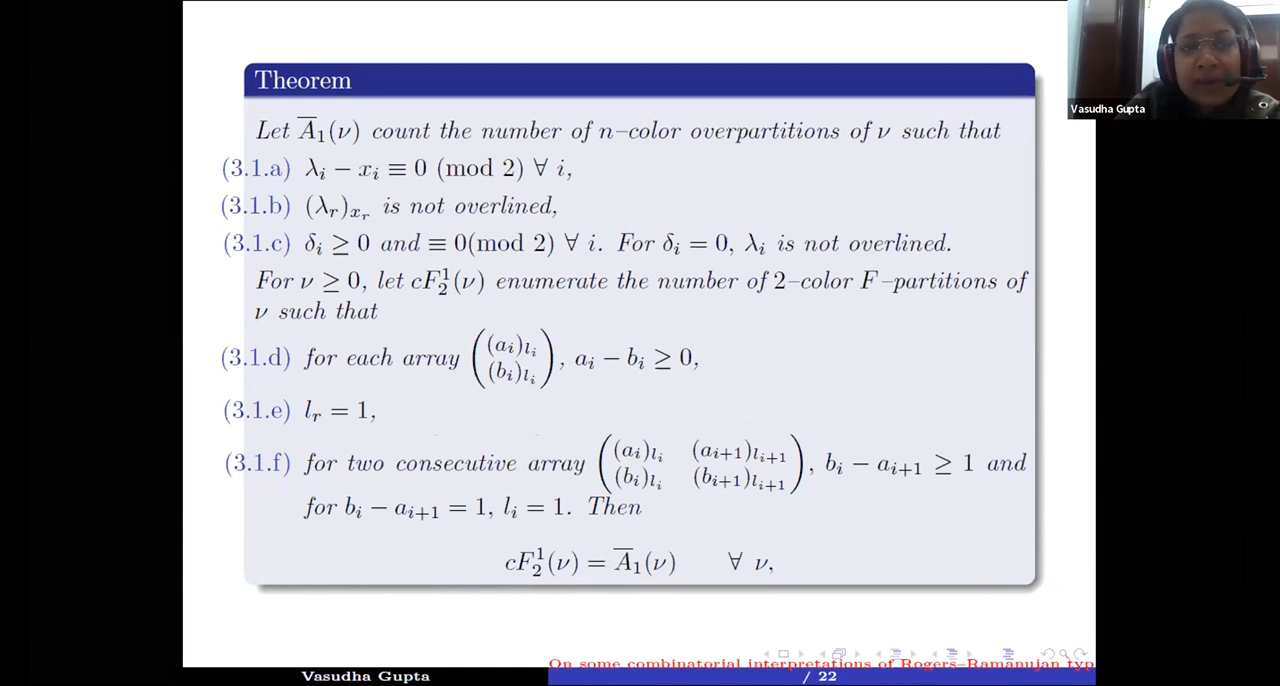 Theorem
Let A̅₁(ν) count the number of n–color overpartitions of ν such that
(3.1.a) λᵢ − xᵢ ≡ 0 (mod 2) ∀ i,
(3.1.b) (λᵣ)ₓᵣ is not overlined,
(3.1.c) δᵢ ≥ 0 and ≡ 0(mod 2) ∀ i. For δᵢ = 0, λᵢ is not overlined.
For ν ≥ 0, let cF₂¹(ν) enumerate the number of 2–color F–partitions of
ν such that
(3.1.d) for each array ((aᵢ)lᵢ (bᵢ)lᵢ), aᵢ − bᵢ ≥ 0,
(3.1.e) lᵣ = 1,
(3.1.f) for two consecutive array ((aᵢ)lᵢ (aᵢ₊₁)lᵢ₊₁ (bᵢ)lᵢ (bᵢ₊₁)lᵢ₊₁), bᵢ − aᵢ₊₁ ≥ 1 and
for bᵢ − aᵢ₊₁ = 1, lᵢ = 1. Then
cF₂¹(ν) = A̅₁(ν) ∀ ν,
Vasudha Gupta
On some combinatorial interpretations of Rogers–Ramanujan typ
Vasudha Gupta
/ 22